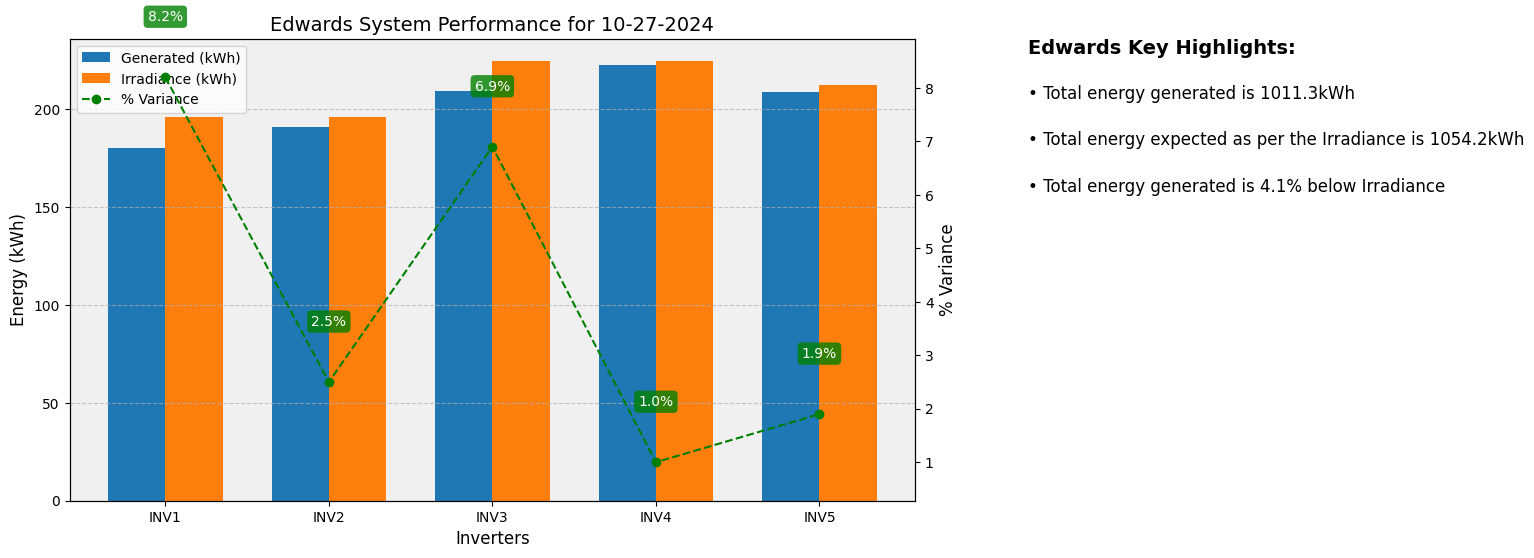 Edwards System Performance for 10-27-2024
8.2%
Generated (kWh)
Irradiance (kWh)
% Variance
6.9%
2.5%
1.0%
1.9%
Energy (kWh)
200
150
100
50
0
8
7
6
5
4
3
2
1
% Variance
INV1 INV2 INV3 INV4 INV5
Inverters
Edwards Key Highlights:
• Total energy generated is 1011.3kWh
• Total energy expected as per the Irradiance is 1054.2kWh
• Total energy generated is 4.1% below Irradiance